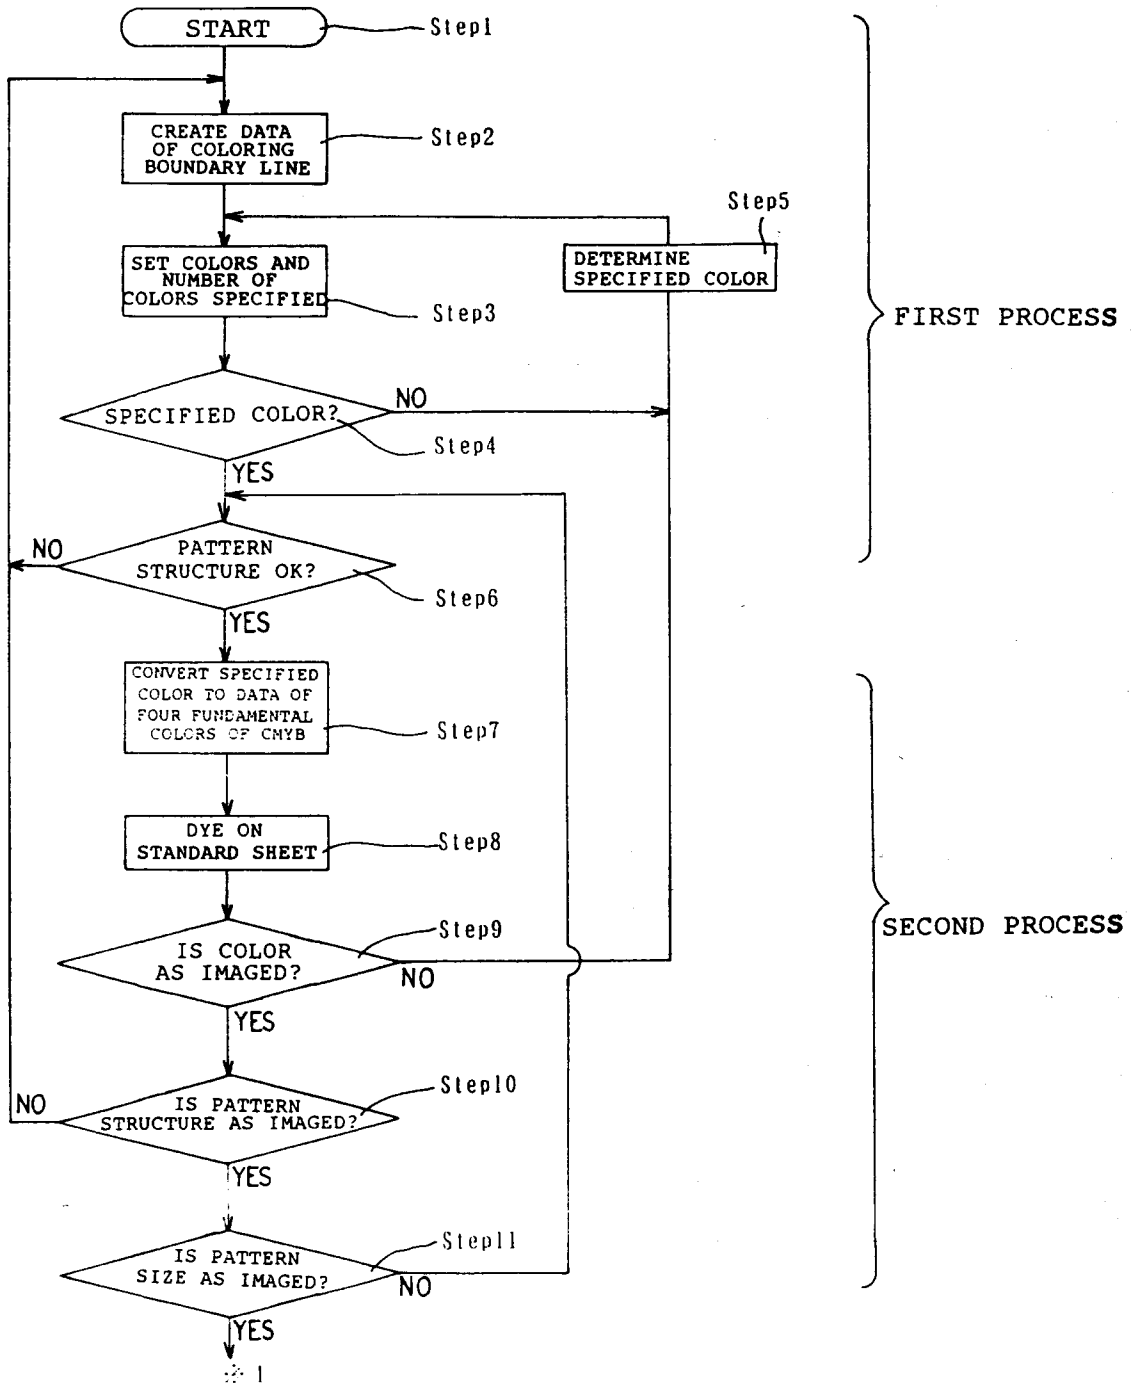 START
Step1
CREATE DATA
OF COLORING
BOUNDARY LINE
Step2
Step5
DETERMINE
SPECIFIED COLOR
SET COLORS AND
NUMBER OF
COLORS SPECIFIED
Step3
FIRST PROCESS
SPECIFIED COLOR?
NO
Step4
YES
PATTERN
STRUCTURE OK?
NO
Step6
YES
CONVERT SPECIFIED
COLOR TO DATA OF
FOUR FUNDAMENTAL
COLORS OF CMYB
Step7
DYE ON
STANDARD SHEET
Step8
SECOND PROCESS
IS COLOR
AS IMAGED?
Step9
NO
YES
IS PATTERN
STRUCTURE AS IMAGED?
Step10
NO
YES
IS PATTERN
SIZE AS IMAGED?
Step11
NO
YES
※1